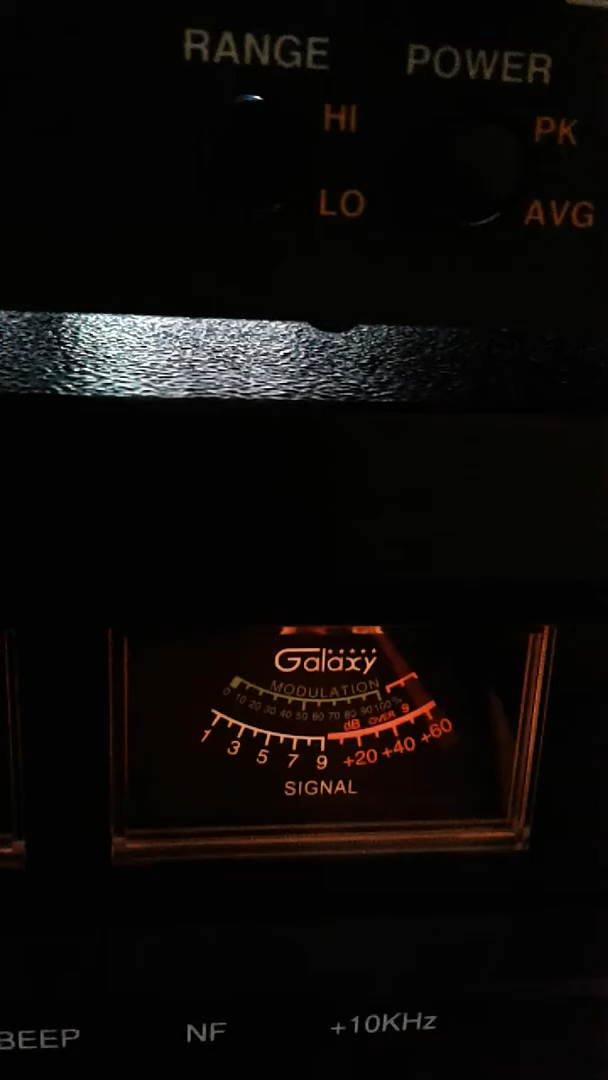 RANGE POWER
HI PK
LO AVG
Galaxy
MODULATION
0 10 20 30 40 50 60 70 80 90 100 %
dB OVER 9
1 3 5 7 9 +20 +40 +60
SIGNAL
BEEP NF +10KHz